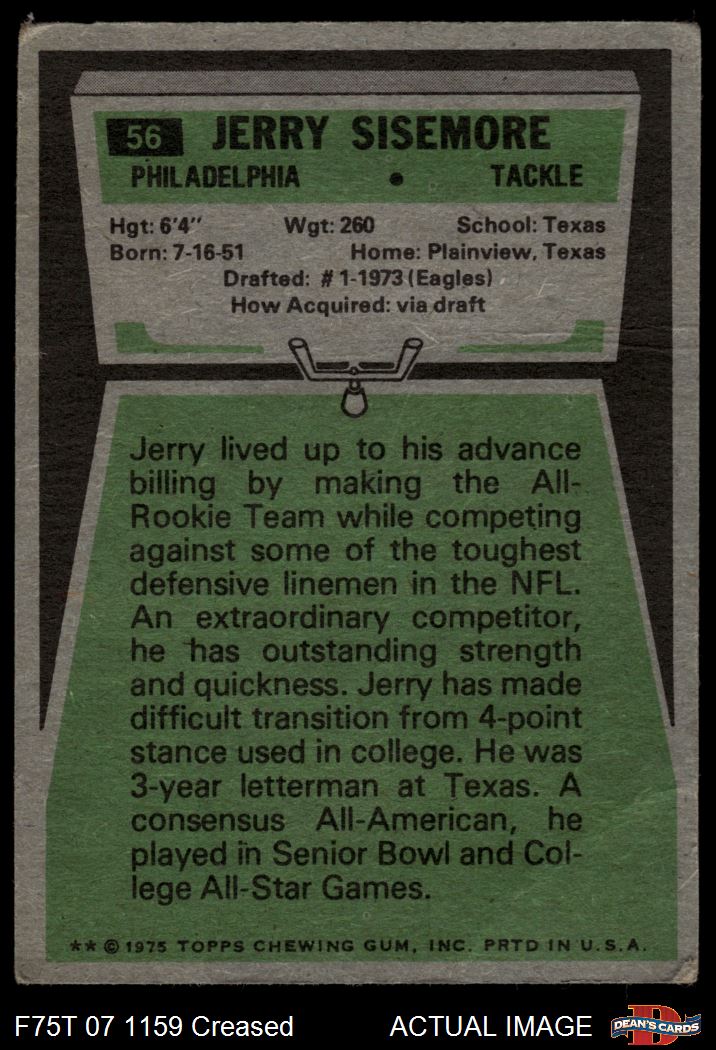 56 JERRY SISEMORE
PHILADELPHIA • TACKLE
Hgt: 6'4" Wgt: 260 School: Texas
Born: 7-16-51 Home: Plainview, Texas
Drafted: #1-1973 (Eagles)
How Acquired: via draft
Jerry lived up to his advance
billing by making the All-
Rookie Team while competing
against some of the toughest
defensive linemen in the NFL.
An extraordinary competitor,
he has outstanding strength
and quickness. Jerry has made
difficult transition from 4-point
stance used in college. He was
3-year letterman at Texas. A
consensus All-American, he
played in Senior Bowl and Col-
lege All-Star Games.
** © 1975 TOPPS CHEWING GUM, INC. PRTD IN U.S.A.
F75T 07 1159 Creased ACTUAL IMAGE
D
DEAN'S CARDS